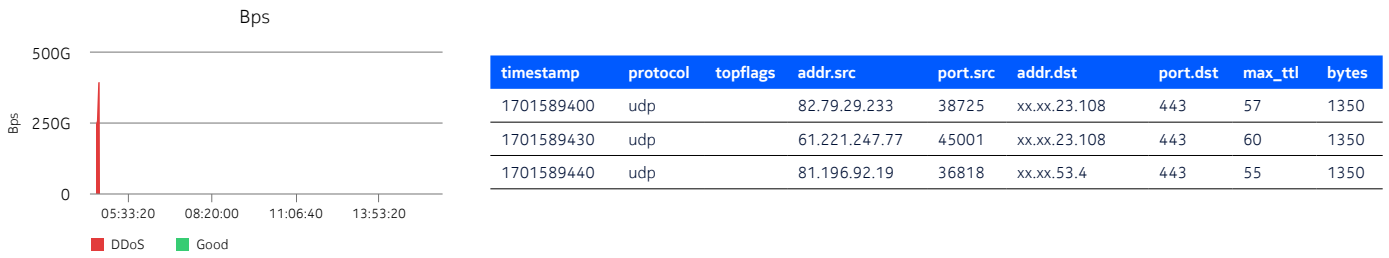 Bps
500G
250G
0
Bps
05:33:20 08:20:00 11:06:40 13:53:20
DDoS Good
timestamp protocol topflags addr.src port.src addr.dst port.dst max_ttl bytes
1701589400 udp 82.79.29.233 38725 xx.xx.23.108 443 57 1350
1701589430 udp 61.221.247.77 45001 xx.xx.23.108 443 60 1350
1701589440 udp 81.196.92.19 36818 xx.xx.53.4 443 55 1350